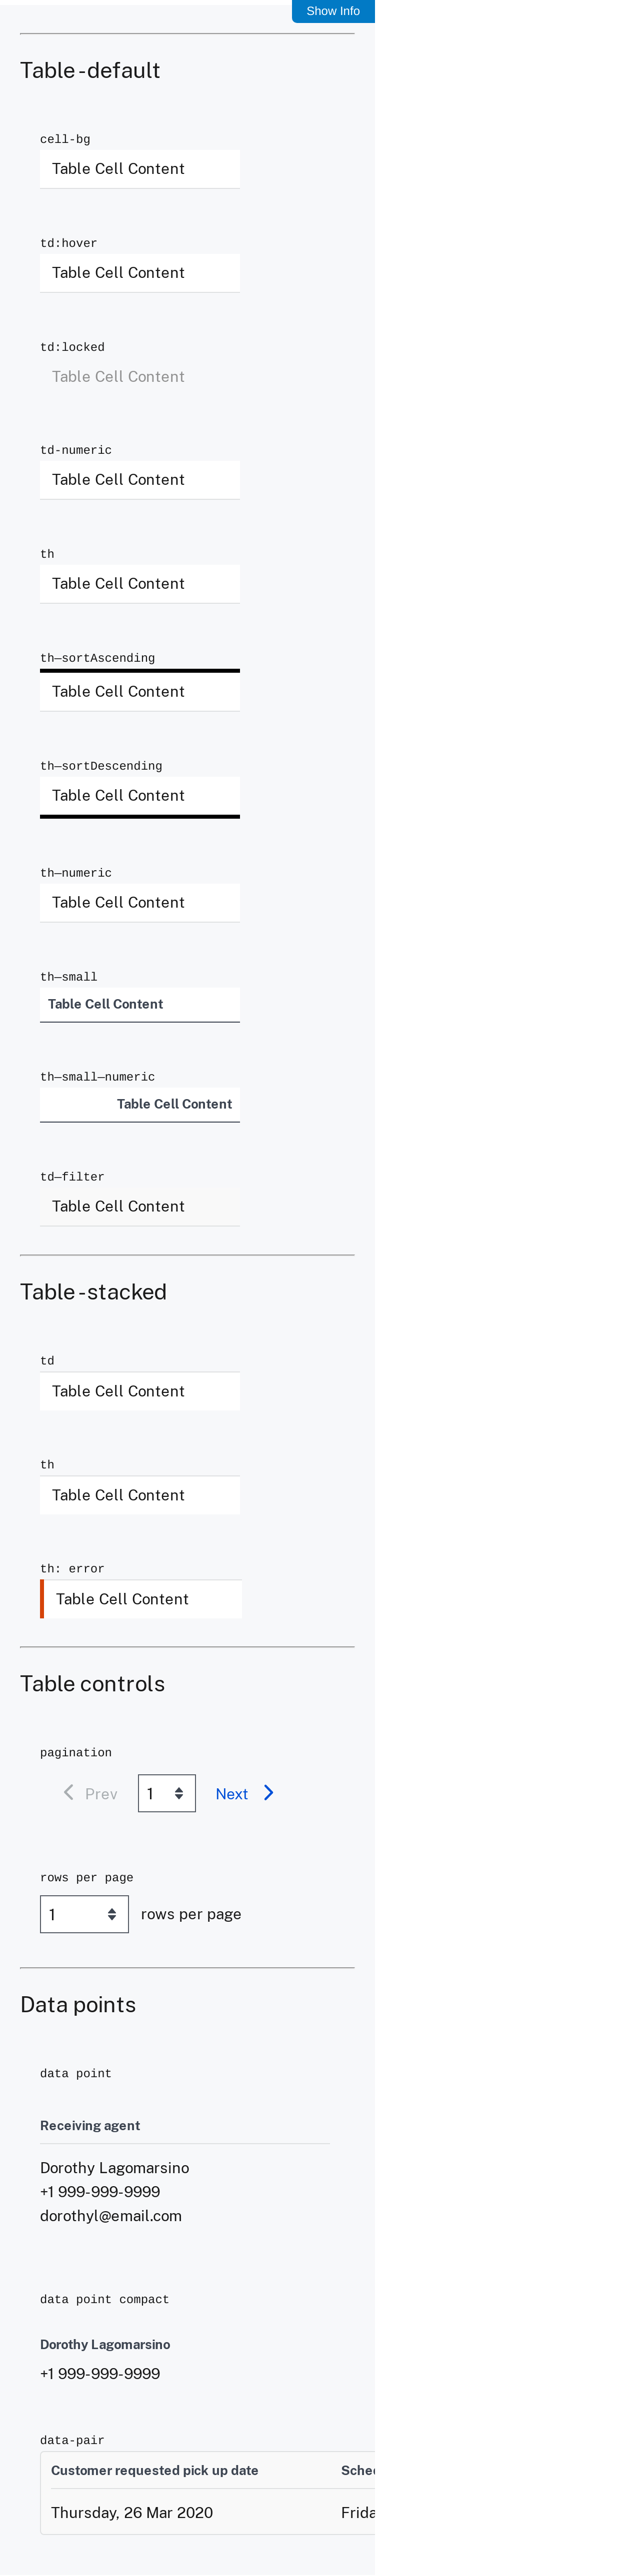 Show Info
Table - default
cell-bg
Table Cell Content
td:hover
Table Cell Content
td:locked
Table Cell Content
td-numeric
Table Cell Content
th
Table Cell Content
th—sortAscending
Table Cell Content
th—sortDescending
Table Cell Content
th—numeric
Table Cell Content
th—small
Table Cell Content
th—small—numeric
Table Cell Content
td—filter
Table Cell Content
Table - stacked
td
Table Cell Content
th
Table Cell Content
th: error
Table Cell Content
Table controls
pagination
Prev 1 Next
rows per page
1 rows per page
Data points
data point
Receiving agent
Dorothy Lagomarsino
+1 999-999-9999
dorothyl@email.com
data point compact
Dorothy Lagomarsino
+1 999-999-9999
data-pair
Customer requested pick up date
Thursday, 26 Mar 2020